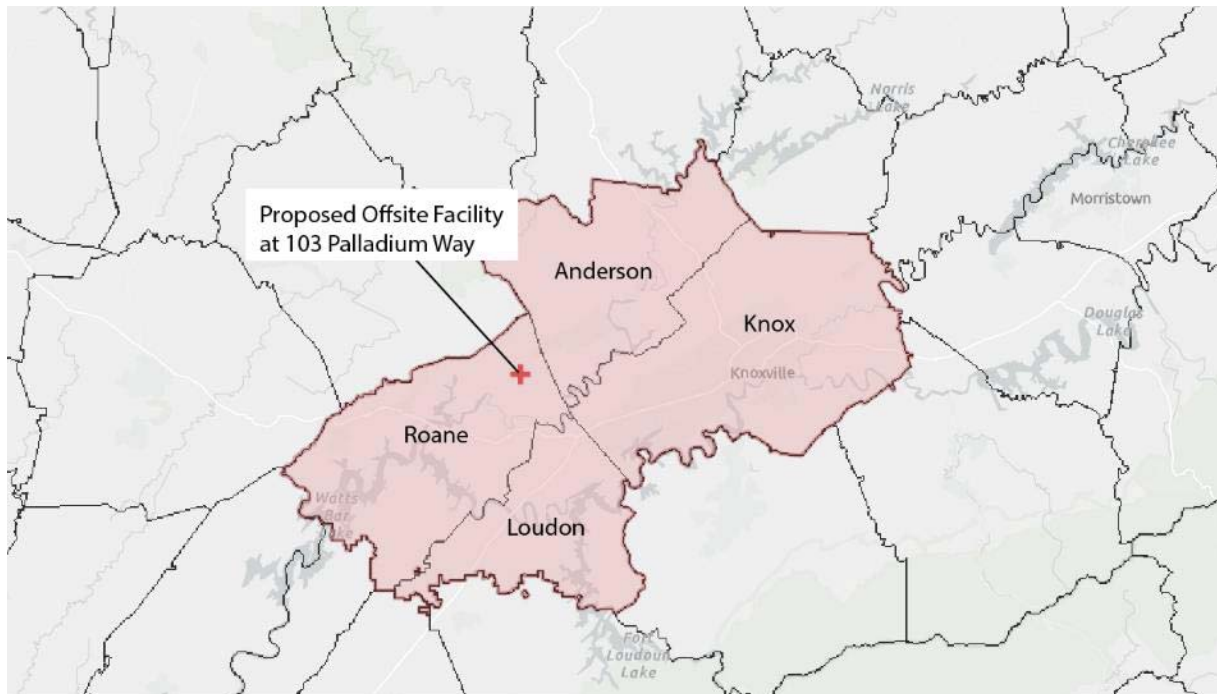 Norris
Lake
Cherokee
Lake
Morristown
Proposed Offsite Facility
at 103 Palladium Way
Anderson
Douglas
Lake
Knox
Knoxville
Roane
Watts
Bar
Lake
Loudon
Fort
Loudoun
Lake